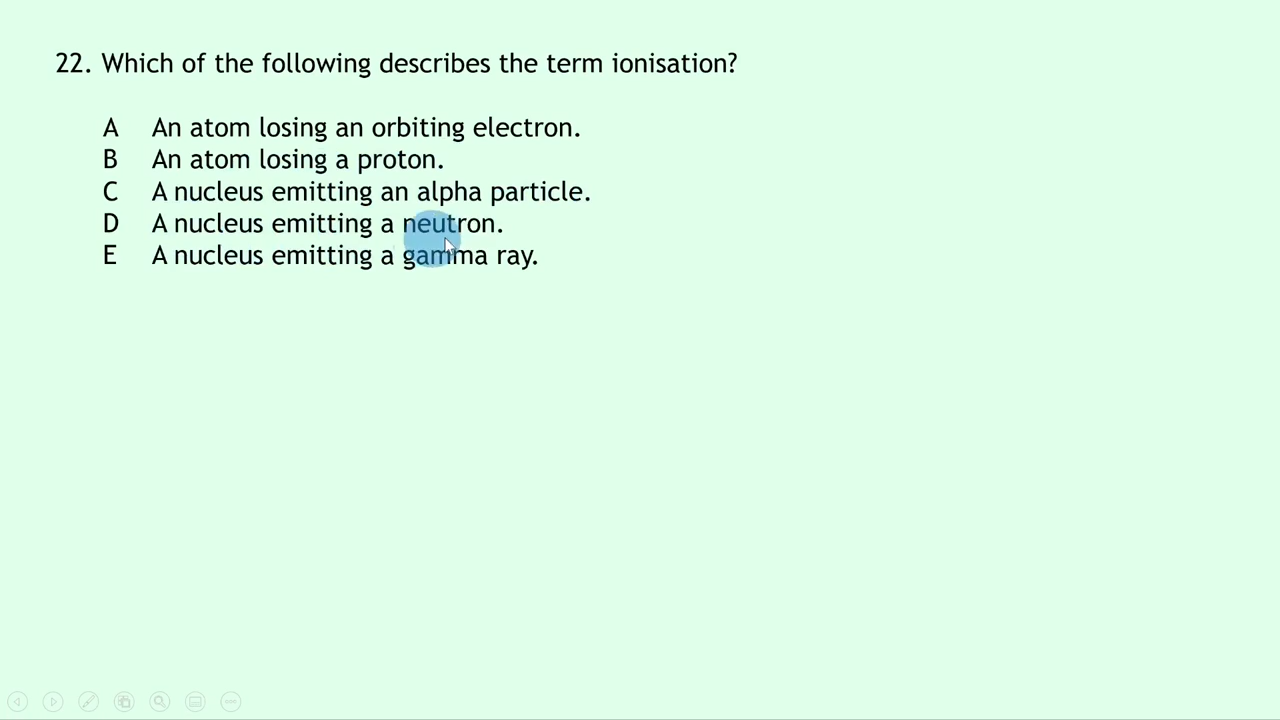 22. Which of the following describes the term ionisation?
A An atom losing an orbiting electron.
B An atom losing a proton.
C A nucleus emitting an alpha particle.
D A nucleus emitting a neutron.
E A nucleus emitting a gamma ray.